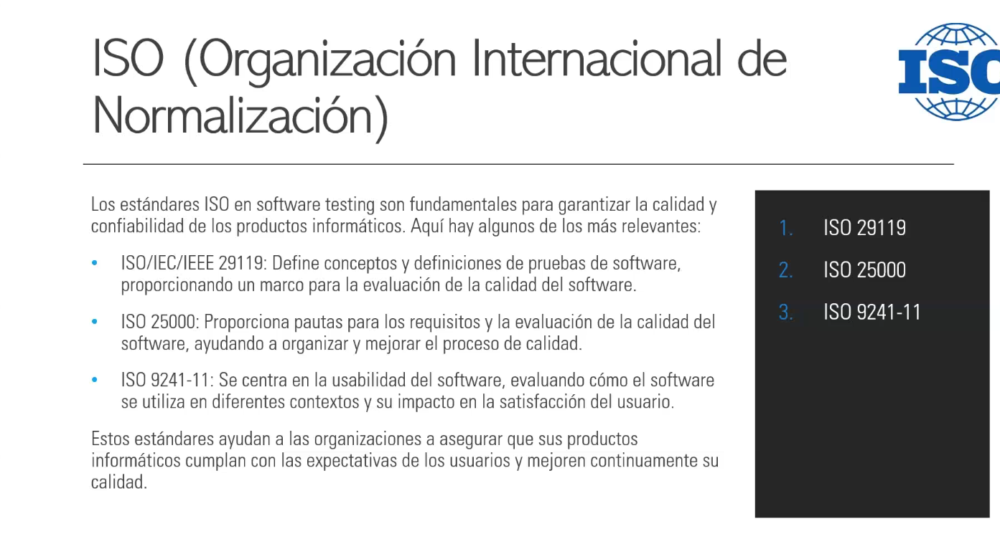 ISO (Organización Internacional de
Normalización)
ISO
Los estándares ISO en software testing son fundamentales para garantizar la calidad y
confiabilidad de los productos informáticos. Aquí hay algunos de los más relevantes:
• ISO/IEC/IEEE 29119: Define conceptos y definiciones de pruebas de software,
proporcionando un marco para la evaluación de la calidad del software.
• ISO 25000: Proporciona pautas para los requisitos y la evaluación de la calidad del
software, ayudando a organizar y mejorar el proceso de calidad.
• ISO 9241-11: Se centra en la usabilidad del software, evaluando cómo el software
se utiliza en diferentes contextos y su impacto en la satisfacción del usuario.
Estos estándares ayudan a las organizaciones a asegurar que sus productos
informáticos cumplan con las expectativas de los usuarios y mejoren continuamente su
calidad.
1. ISO 29119
2. ISO 25000
3. ISO 9241-11